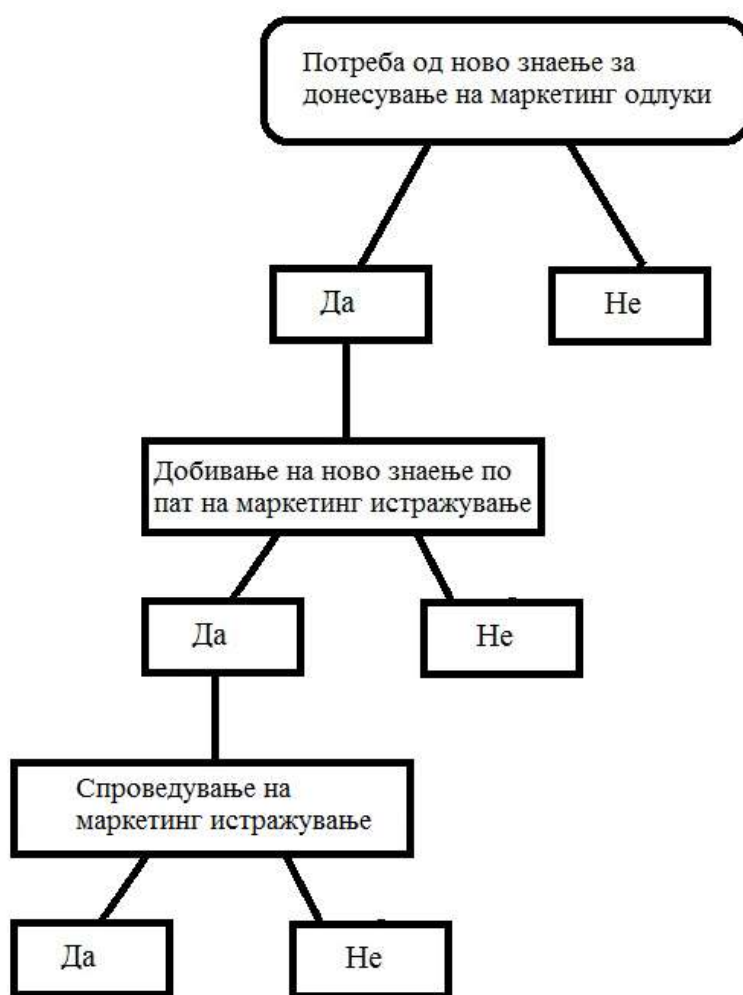 Потреба од ново знаење за
донесување на маркетинг одлуки
Да
Не
Добивање на ново знаење по
пат на маркетинг истражување
Да
Не
Спроведување на
маркетинг истражување
Да
Не